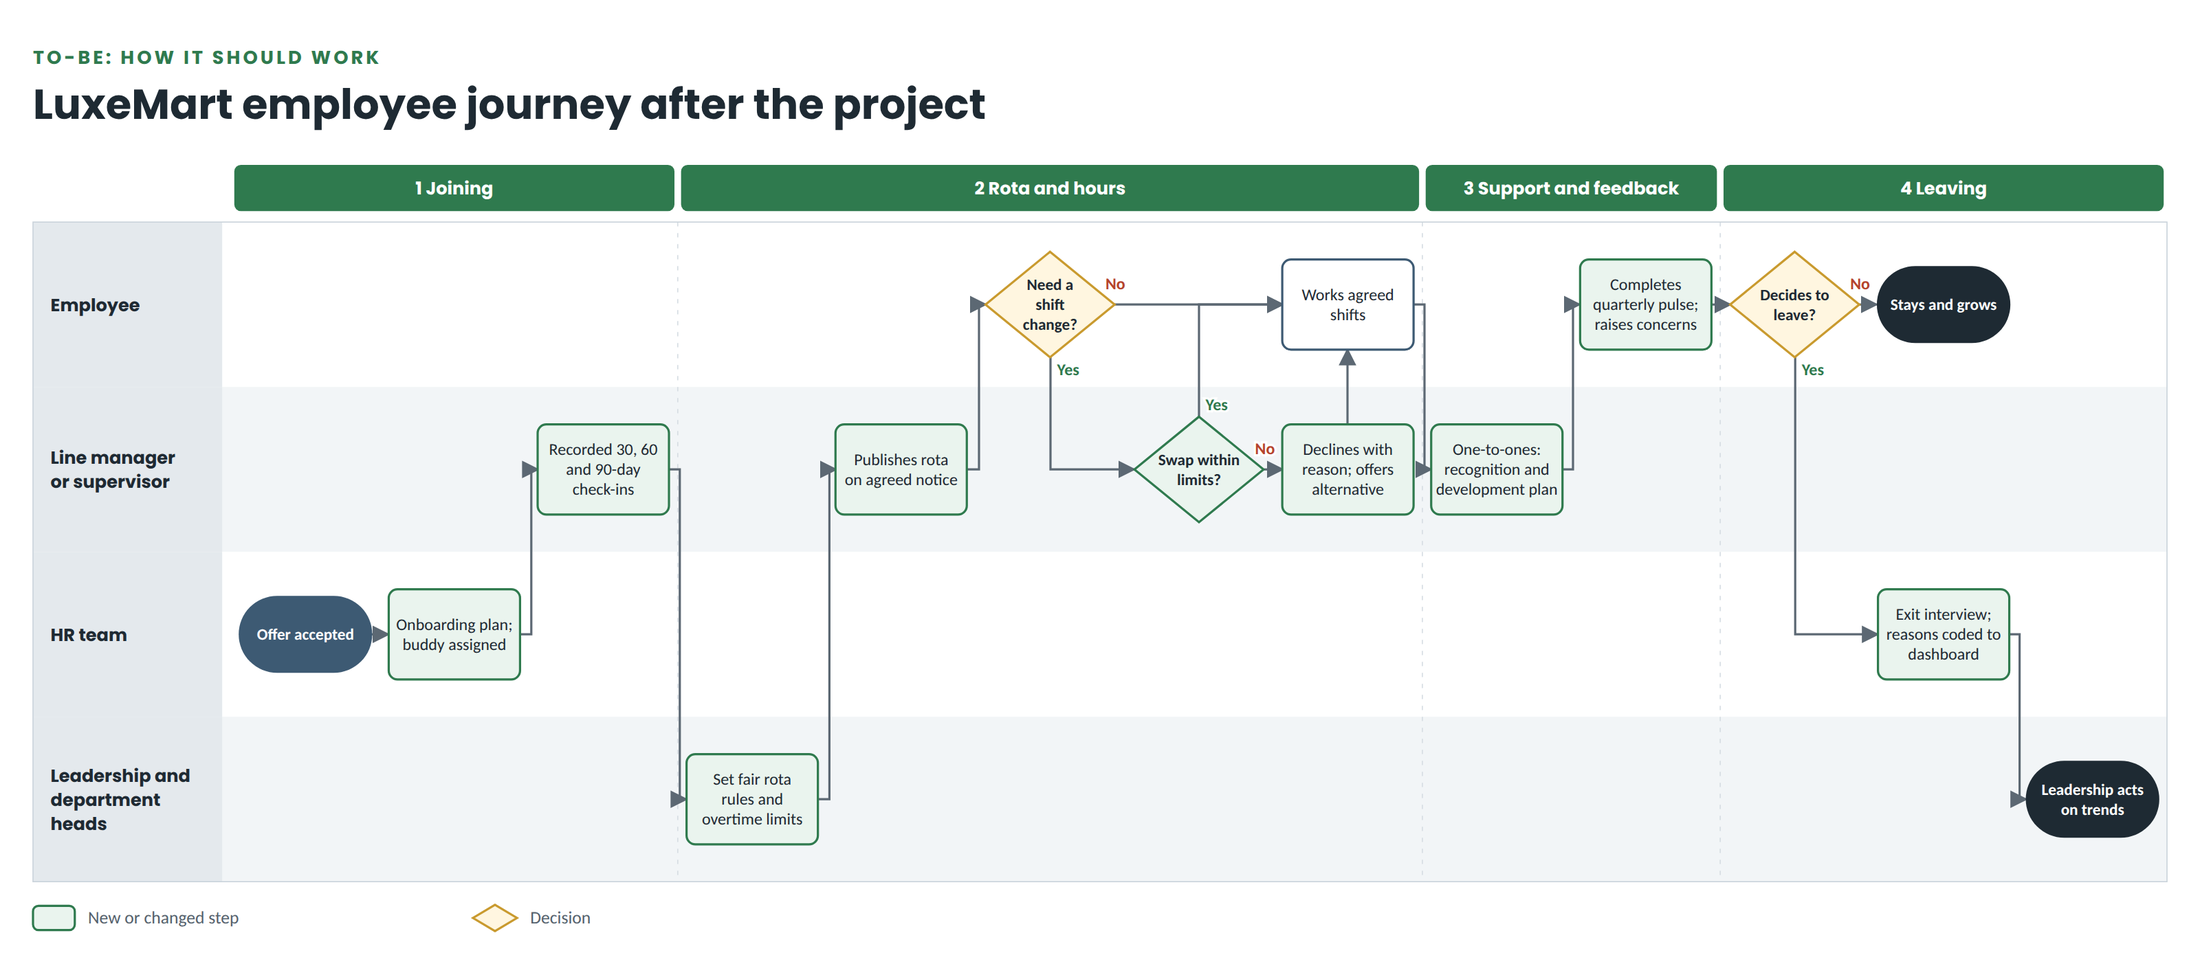 TO-BE: HOW IT SHOULD WORK
LuxeMart employee journey after the project
1 Joining
2 Rota and hours
3 Support and feedback
4 Leaving
Employee
Need a
shift
change?
No
Yes
Works agreed
shifts
Completes
quarterly pulse;
raises concerns
Decides to
leave?
No
Yes
Stays and grows
Line manager
or supervisor
Recorded 30, 60
and 90-day
check-ins
Publishes rota
on agreed notice
Yes
Swap within
limits?
No
Declines with
reason; offers
alternative
One-to-ones:
recognition and
development plan
HR team
Offer accepted
Onboarding plan;
buddy assigned
Exit interview;
reasons coded to
dashboard
Leadership and
department
heads
Set fair rota
rules and
overtime limits
Leadership acts
on trends
New or changed step
Decision